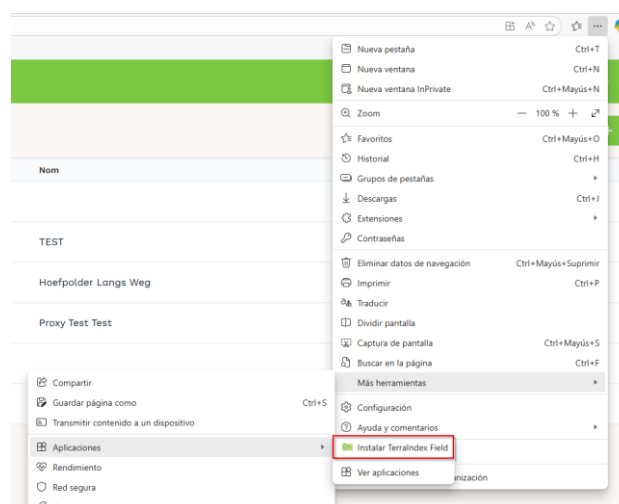 Nueva pestaña Ctrl+T
Nueva ventana Ctrl+N
Nueva ventana InPrivate Ctrl+Mayús+N
Zoom — 100 % +
Favoritos Ctrl+Mayús+O
Historial Ctrl+H
Grupos de pestañas
Descargas Ctrl+J
Extensiones
Contraseñas
Eliminar datos de navegación Ctrl+Mayús+Suprimir
Imprimir Ctrl+P
Traducir
Dividir pantalla
Captura de pantalla Ctrl+Mayús+S
Buscar en la página Ctrl+F
Más herramientas
Configuración
Ayuda y comentarios
Nom
TEST
Hoefpolder Langs Weg
Proxy Test Test
Compartir
Guardar página como Ctrl+S
Transmitir contenido a un dispositivo
Aplicaciones
Rendimiento
Red segura
Instalar TerraIndex Field
Ver aplicaciones